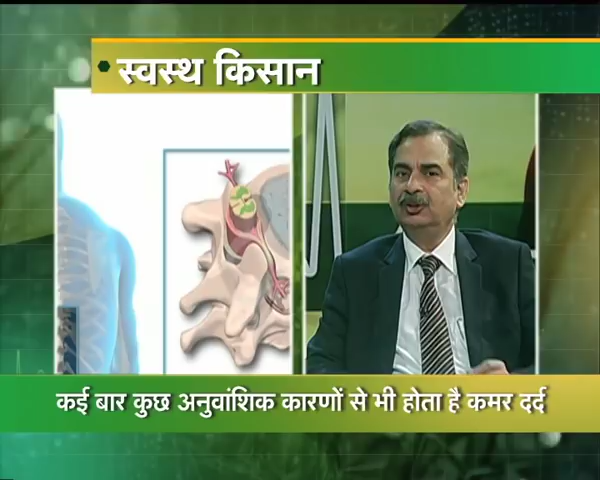 स्वस्थ किसान
कई बार कुछ अनुवांशिक कारणों से भी होता है कमर दर्द